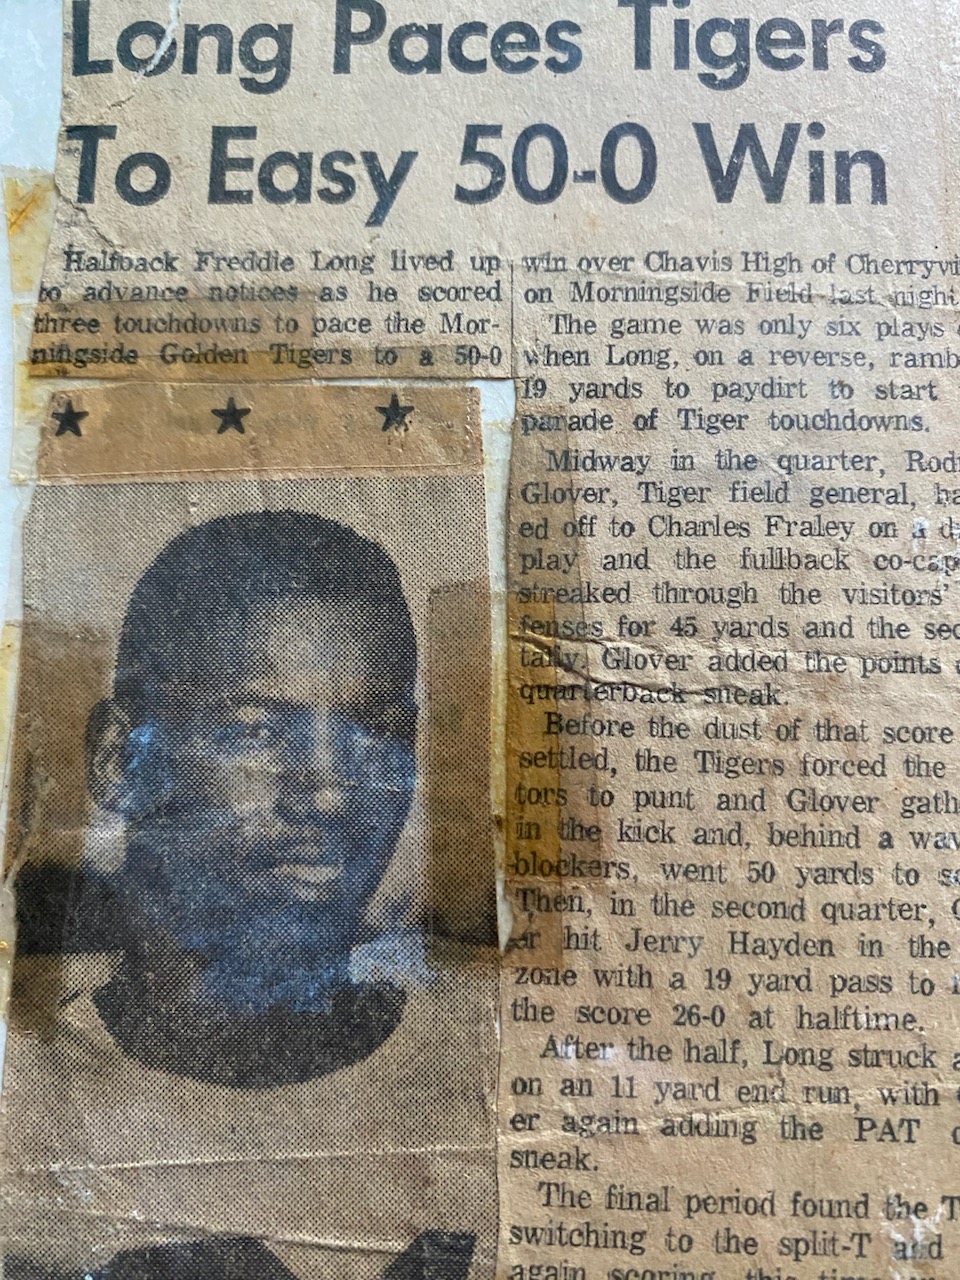 Long Paces Tigers
To Easy 50-0 Win
Halfback Freddie Long lived up
to advance notices as he scored
three touchdowns to pace the Mor-
ningside Golden Tigers to a 50-0
win over Chavis High of Cherryvi
on Morningside Field last night
The game was only six plays
when Long, on a reverse, ramb
19 yards to paydirt to start
parade of Tiger touchdowns.
Midway in the quarter, Rod
Glover, Tiger field general, ha
ed off to Charles Fraley on a d
play and the fullback co-cap
streaked through the visitors'
fenses for 45 yards and the sec
tally. Glover added the points
quarterback sneak.
Before the dust of that score
settled, the Tigers forced the
tors to punt and Glover gath
in the kick and, behind a wav
blockers, went 50 yards to sc
Then, in the second quarter, G
er hit Jerry Hayden in the
zone with a 19 yard pass to
the score 26-0 at halftime.
After the half, Long struck a
on an 11 yard end run, with
er again adding the PAT
sneak.
The final period found the T
switching to the split-T and
again scoring this